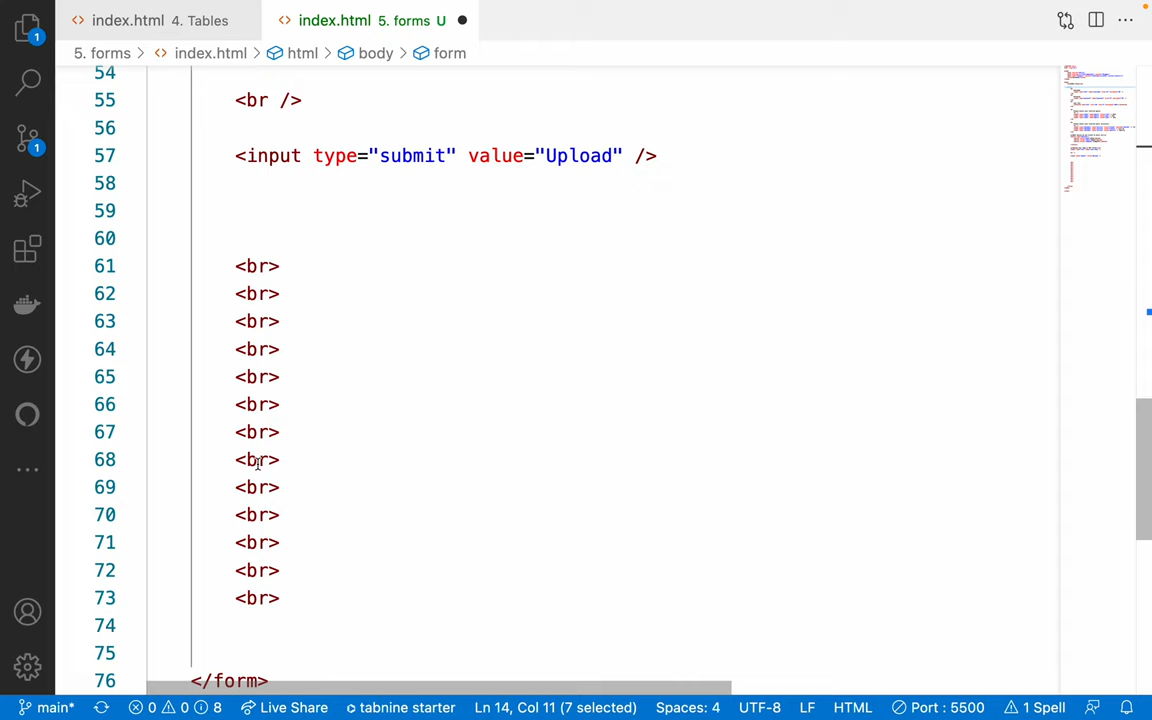 index.html 4. Tables
index.html 5. forms U
5. forms > index.html > html > body > form
1
1
54
55 <br />
56
57 <input type="submit" value="Upload" />
58
59
60
61 <br>
62 <br>
63 <br>
64 <br>
65 <br>
66 <br>
67 <br>
68 <br>
69 <br>
70 <br>
71 <br>
72 <br>
73 <br>
74
75
76 </form>
main* 0 0 8 Live Share tabnine starter Ln 14, Col 11 (7 selected) Spaces: 4 UTF-8 LF HTML Port : 5500 1 Spell